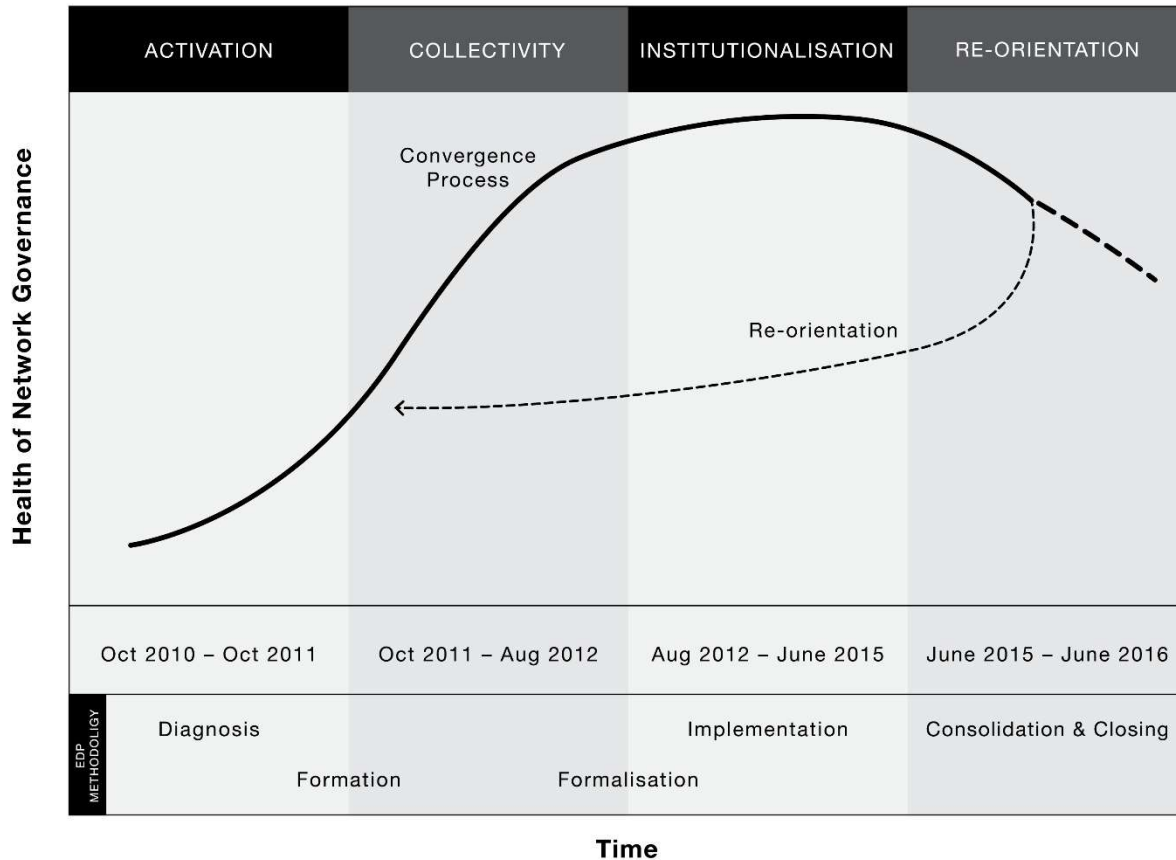 ACTIVATION
COLLECTIVITY
INSTITUTIONALISATION
RE-ORIENTATION
Health of Network Governance
Convergence
Process
Re-orientation
Oct 2010 – Oct 2011
Oct 2011 – Aug 2012
Aug 2012 – June 2015
June 2015 – June 2016
EDP
METHODOLIGY
Diagnosis
Implementation
Consolidation & Closing
Formation
Formalisation
Time